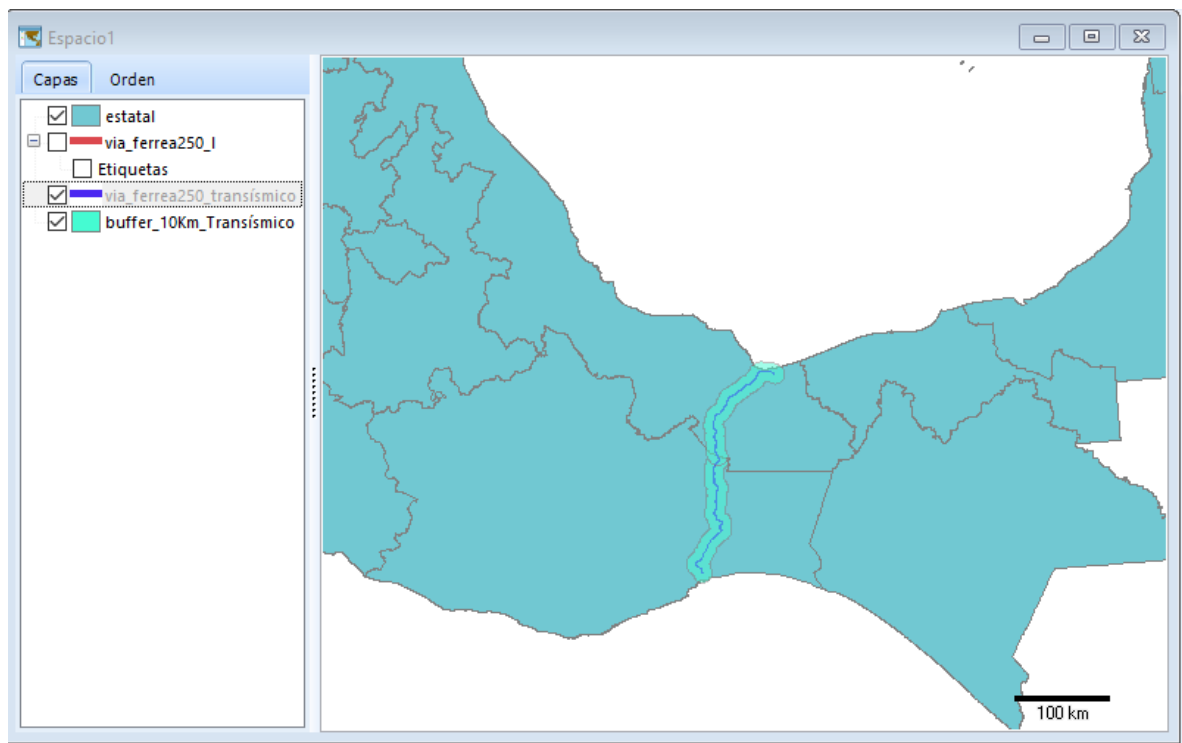 Espacio1
Capas Orden
estatal
via_ferrea250_l
Etiquetas
via_ferrea250_transísmico
buffer_10Km_Transísmico
100 km